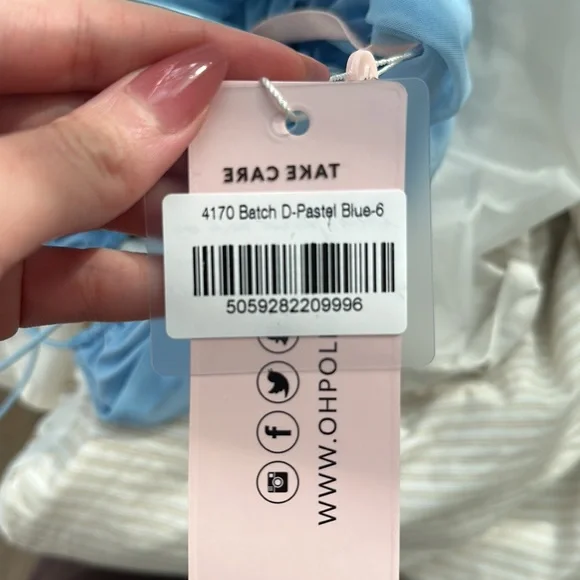 TAKE CARE
4170 Batch D-Pastel Blue-6
5059282209996
WWW.OHPOL